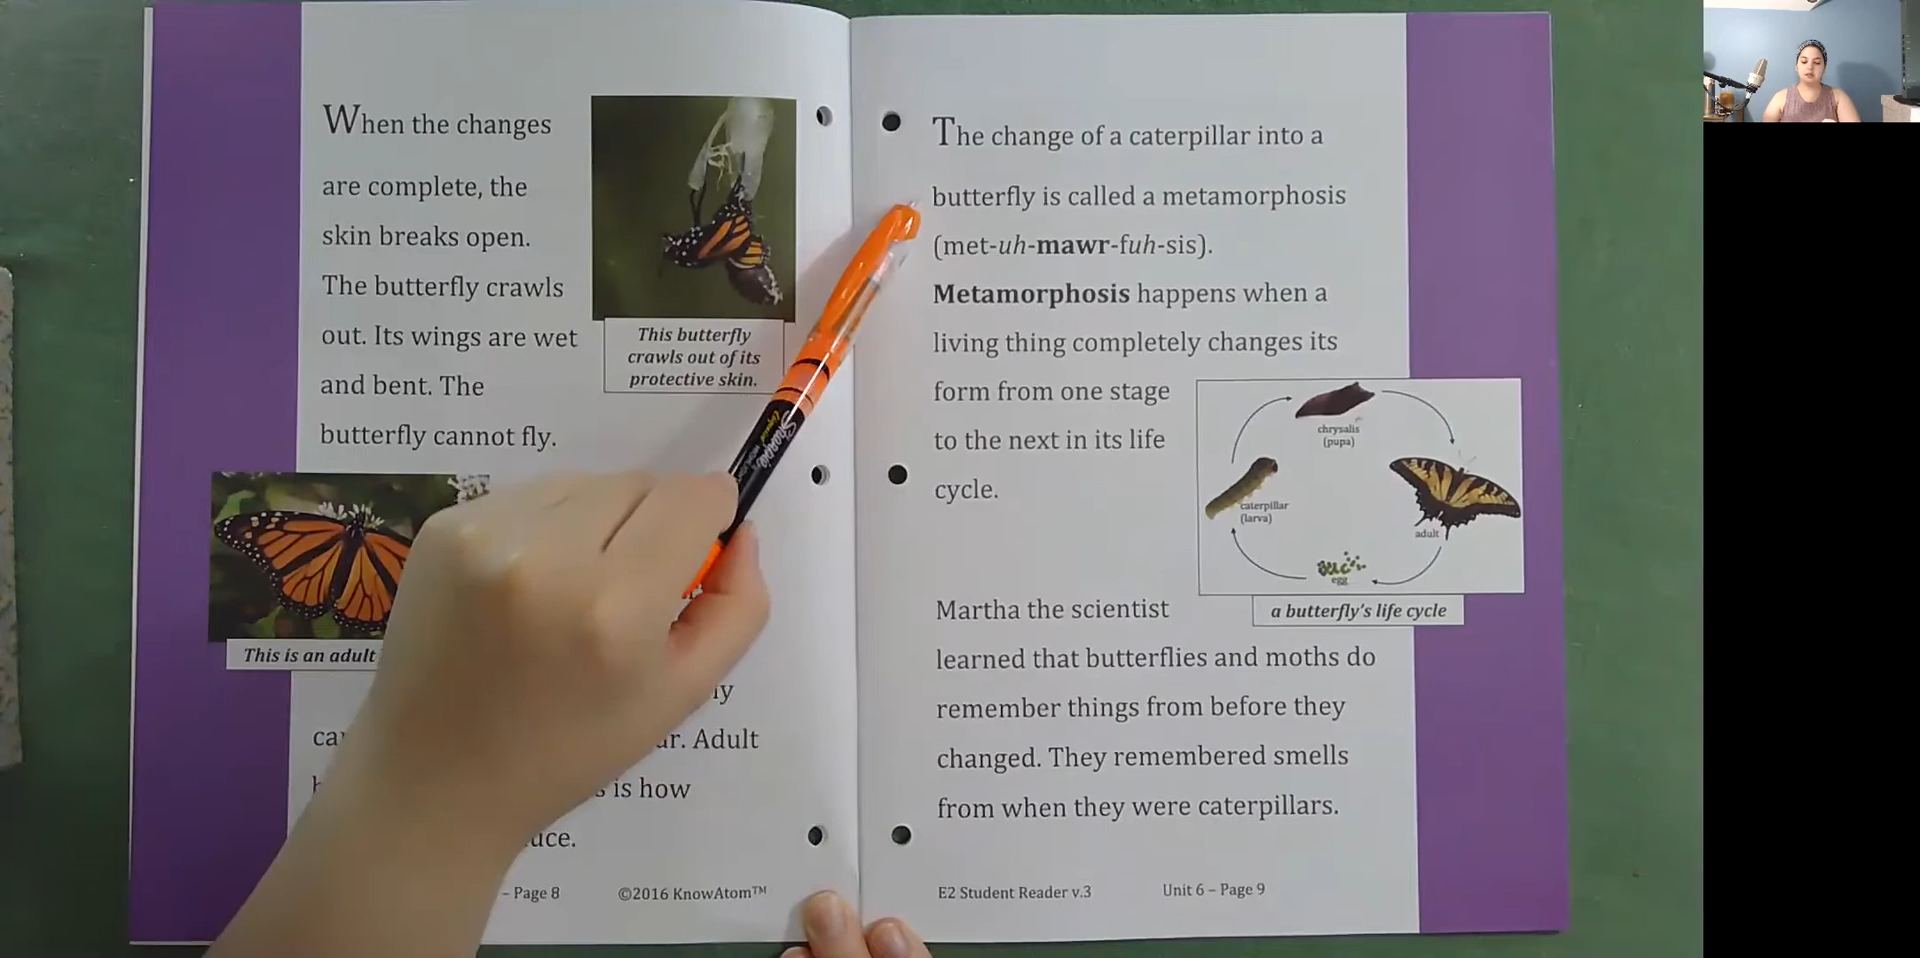 When the changes
are complete, the
skin breaks open.
The butterfly crawls
out. Its wings are wet
and bent. The
butterfly cannot fly.
This butterfly
crawls out of its
protective skin.
This is an adult
Adult
is how
– Page 8
©2016 KnowAtom™
The change of a caterpillar into a
butterfly is called a metamorphosis
(met-uh-mawr-fuh-sis).
Metamorphosis happens when a
living thing completely changes its
form from one stage
to the next in its life
cycle.
chrysalis
(pupa)
caterpillar
(larva)
adult
egg
a butterfly's life cycle
Martha the scientist
learned that butterflies and moths do
remember things from before they
changed. They remembered smells
from when they were caterpillars.
E2 Student Reader v.3
Unit 6 – Page 9
Sharpie